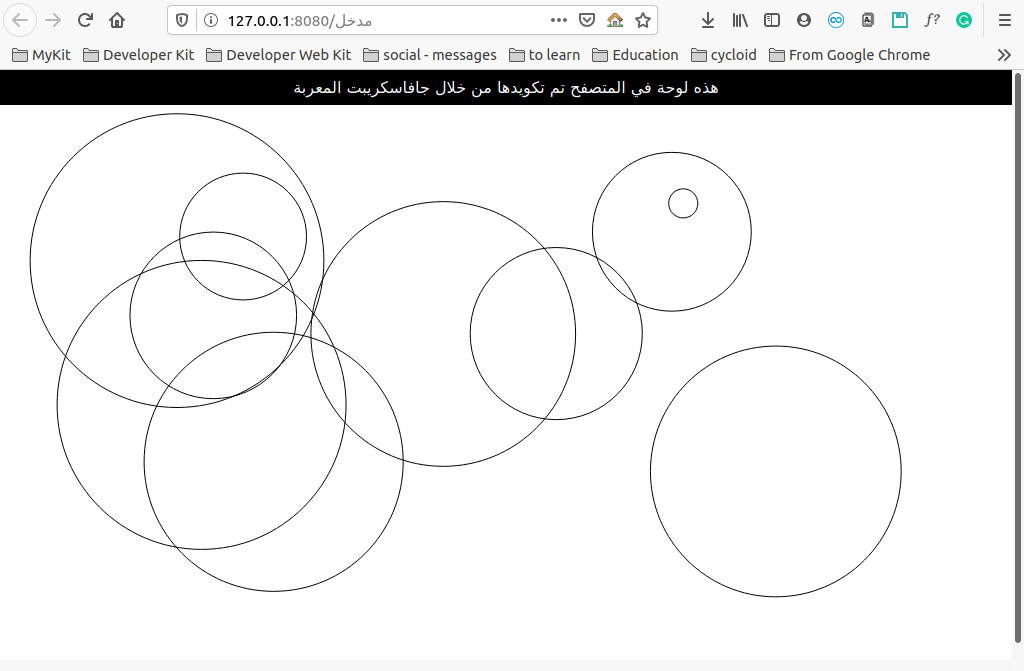 127.0.0.1:8080/مدخل
MyKit Developer Kit Developer Web Kit social - messages to learn Education cycloid From Google Chrome
هذه لوحة في المتصفح تم تكويدها من خلال جافاسكريبت المعربة